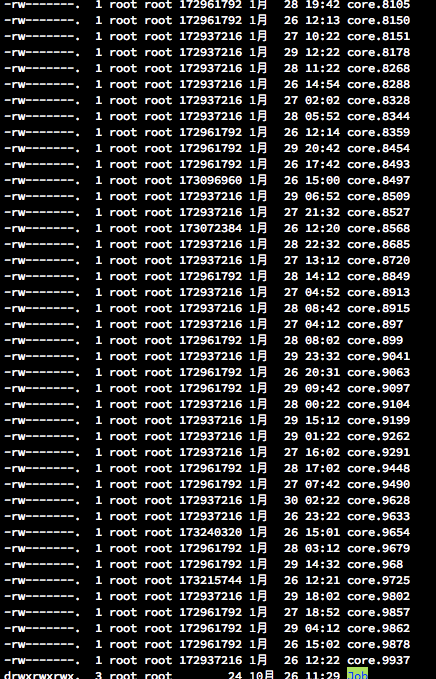 -rw-------. 1 root root 172961792 1月 28 19:42 core.8105
-rw-------. 1 root root 172961792 1月 26 12:13 core.8150
-rw-------. 1 root root 172937216 1月 27 10:22 core.8151
-rw-------. 1 root root 172937216 1月 29 12:22 core.8178
-rw-------. 1 root root 172961792 1月 28 11:22 core.8268
-rw-------. 1 root root 172937216 1月 26 14:54 core.8288
-rw-------. 1 root root 172937216 1月 27 02:02 core.8328
-rw-------. 1 root root 172961792 1月 28 05:52 core.8344
-rw-------. 1 root root 172961792 1月 26 12:14 core.8359
-rw-------. 1 root root 172961792 1月 29 20:42 core.8454
-rw-------. 1 root root 172961792 1月 26 17:42 core.8493
-rw-------. 1 root root 173096960 1月 26 15:00 core.8497
-rw-------. 1 root root 172937216 1月 29 06:52 core.8509
-rw-------. 1 root root 172937216 1月 27 21:32 core.8527
-rw-------. 1 root root 173072384 1月 26 12:20 core.8568
-rw-------. 1 root root 172937216 1月 28 22:32 core.8685
-rw-------. 1 root root 172937216 1月 27 13:12 core.8720
-rw-------. 1 root root 172961792 1月 28 14:12 core.8849
-rw-------. 1 root root 172937216 1月 27 04:52 core.8913
-rw-------. 1 root root 172937216 1月 28 08:42 core.8915
-rw-------. 1 root root 172937216 1月 27 04:12 core.897
-rw-------. 1 root root 172961792 1月 28 08:02 core.899
-rw-------. 1 root root 172937216 1月 29 23:32 core.9041
-rw-------. 1 root root 172961792 1月 26 20:31 core.9063
-rw-------. 1 root root 172961792 1月 29 09:42 core.9097
-rw-------. 1 root root 172937216 1月 28 00:22 core.9104
-rw-------. 1 root root 172937216 1月 29 15:12 core.9199
-rw-------. 1 root root 172937216 1月 29 01:22 core.9262
-rw-------. 1 root root 172937216 1月 27 16:02 core.9291
-rw-------. 1 root root 172961792 1月 28 17:02 core.9448
-rw-------. 1 root root 172961792 1月 27 07:42 core.9490
-rw-------. 1 root root 172937216 1月 30 02:22 core.9628
-rw-------. 1 root root 172937216 1月 26 23:22 core.9633
-rw-------. 1 root root 173240320 1月 26 15:01 core.9654
-rw-------. 1 root root 172961792 1月 28 03:12 core.9679
-rw-------. 1 root root 172961792 1月 29 14:32 core.968
-rw-------. 1 root root 173215744 1月 26 12:21 core.9725
-rw-------. 1 root root 172961792 1月 29 18:02 core.9802
-rw-------. 1 root root 172961792 1月 27 18:52 core.9857
-rw-------. 1 root root 172961792 1月 29 04:12 core.9862
-rw-------. 1 root root 172961792 1月 26 15:02 core.9878
-rw-------. 1 root root 172961792 1月 26 12:22 core.9937
drwxrwxrwx. 3 root root 24 10月 26 11:29 Job